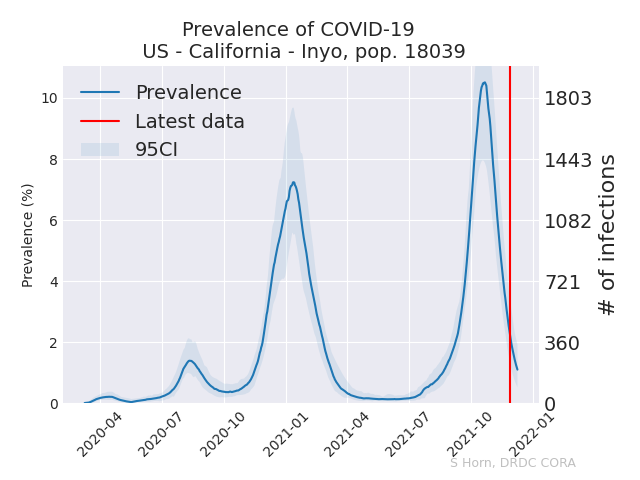 Prevalence of COVID-19
US - California - Inyo, pop. 18039
Prevalence
Latest data
95CI
Prevalence (%)
10
8
6
4
2
0
1803
1443
1082
721
360
0
# of infections
2020-04
2020-07
2020-10
2021-01
2021-04
2021-07
2021-10
2022-01
S Horn, DRDC CORA